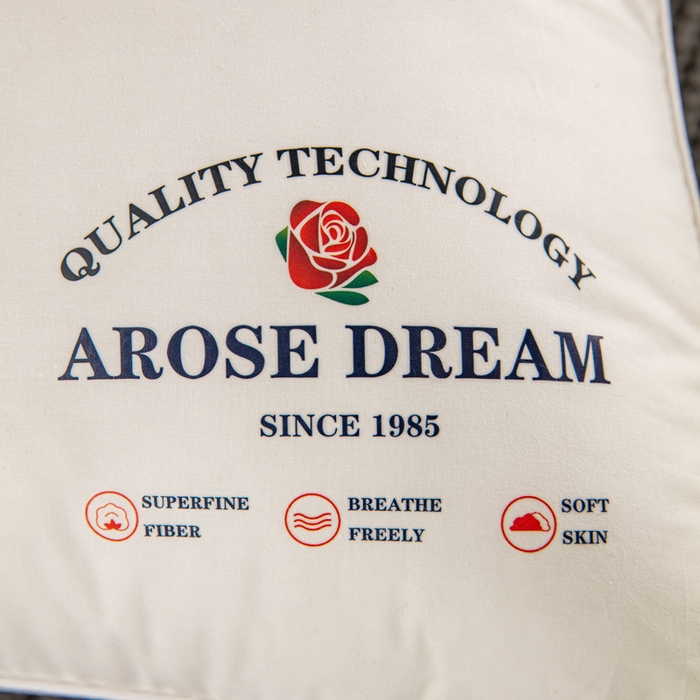 QUALITY TECHNOLOGY
AROSE DREAM
SINCE 1985
SUPERFINE
FIBER
BREATHE
FREELY
SOFT
SKIN